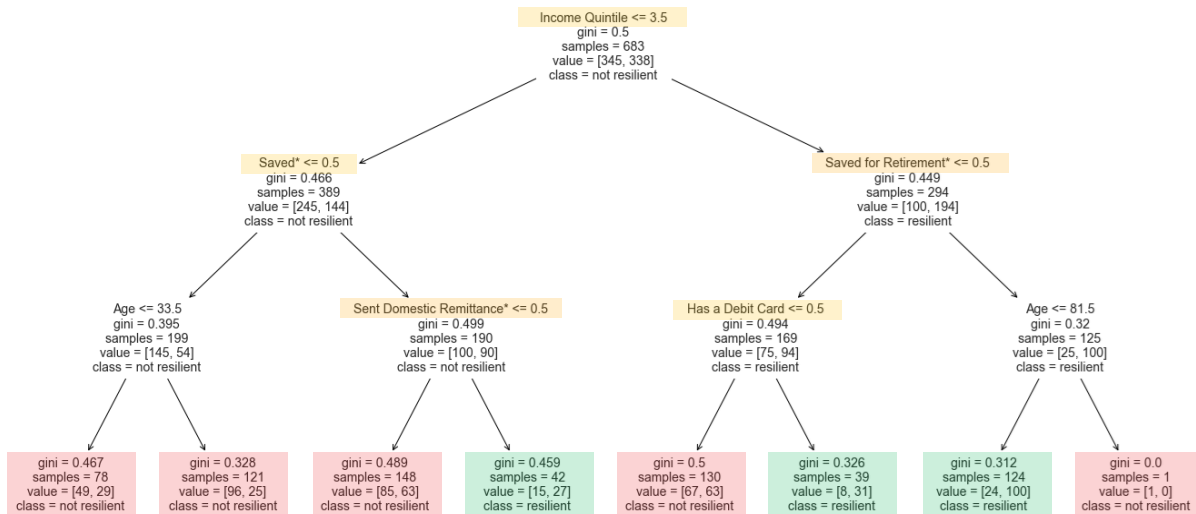 Income Quintile <= 3.5
gini = 0.5
samples = 683
value = [345, 338]
class = not resilient
Saved* <= 0.5
gini = 0.466
samples = 389
value = [245, 144]
class = not resilient
Saved for Retirement* <= 0.5
gini = 0.449
samples = 294
value = [100, 194]
class = resilient
Age <= 33.5
gini = 0.395
samples = 199
value = [145, 54]
class = not resilient
Sent Domestic Remittance* <= 0.5
gini = 0.499
samples = 190
value = [100, 90]
class = not resilient
Has a Debit Card <= 0.5
gini = 0.494
samples = 169
value = [75, 94]
class = resilient
Age <= 81.5
gini = 0.32
samples = 125
value = [25, 100]
class = resilient
gini = 0.467
samples = 78
value = [49, 29]
class = not resilient
gini = 0.328
samples = 121
value = [96, 25]
class = not resilient
gini = 0.489
samples = 148
value = [85, 63]
class = not resilient
gini = 0.459
samples = 42
value = [15, 27]
class = resilient
gini = 0.5
samples = 130
value = [67, 63]
class = not resilient
gini = 0.326
samples = 39
value = [8, 31]
class = resilient
gini = 0.312
samples = 124
value = [24, 100]
class = resilient
gini = 0.0
samples = 1
value = [1, 0]
class = not resilient